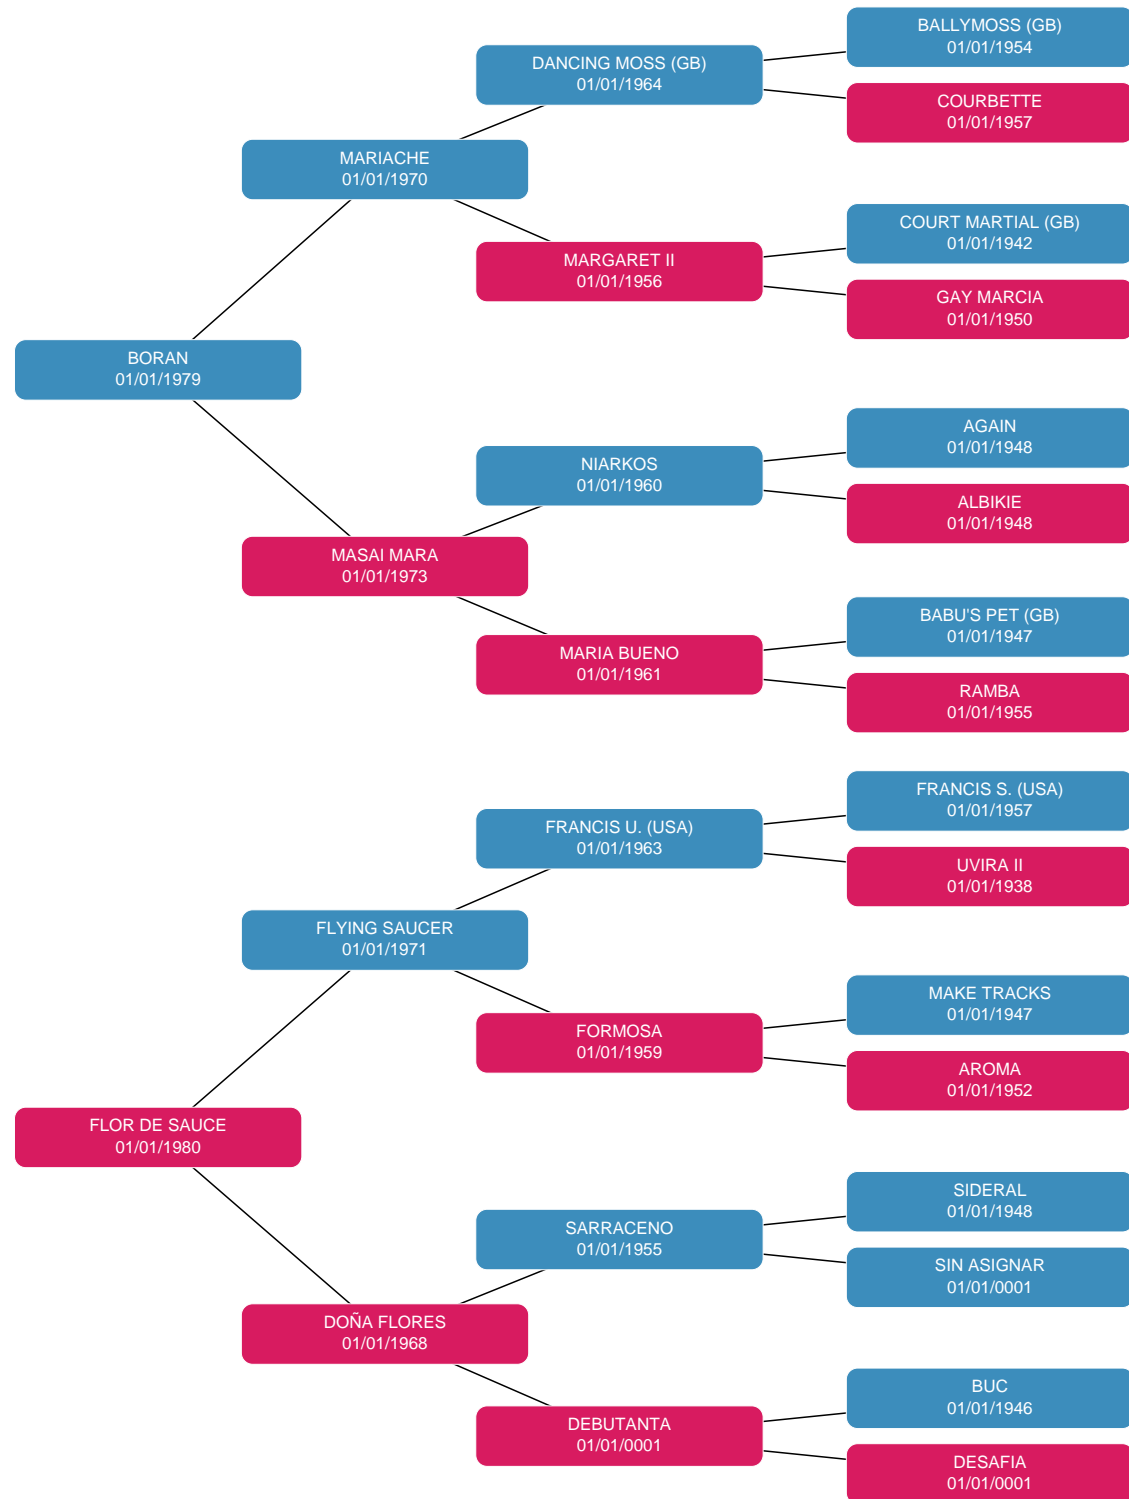 BALLYMOSS (GB)
01/01/1954
DANCING MOSS (GB)
01/01/1964
COURBETTE
01/01/1957
MARIACHE
01/01/1970
COURT MARTIAL (GB)
01/01/1942
MARGARET II
01/01/1956
GAY MARCIA
01/01/1950
BORAN
01/01/1979
AGAIN
01/01/1948
NIARKOS
01/01/1960
ALBIKIE
01/01/1948
MASAI MARA
01/01/1973
BABU'S PET (GB)
01/01/1947
MARIA BUENO
01/01/1961
RAMBA
01/01/1955
FRANCIS S. (USA)
01/01/1957
FRANCIS U. (USA)
01/01/1963
UVIRA II
01/01/1938
FLYING SAUCER
01/01/1971
MAKE TRACKS
01/01/1947
FORMOSA
01/01/1959
AROMA
01/01/1952
FLOR DE SAUCE
01/01/1980
SIDERAL
01/01/1948
SARRACENO
01/01/1955
SIN ASIGNAR
01/01/0001
DOÑA FLORES
01/01/1968
BUC
01/01/1946
DEBUTANTA
01/01/0001
DESAFIA
01/01/0001